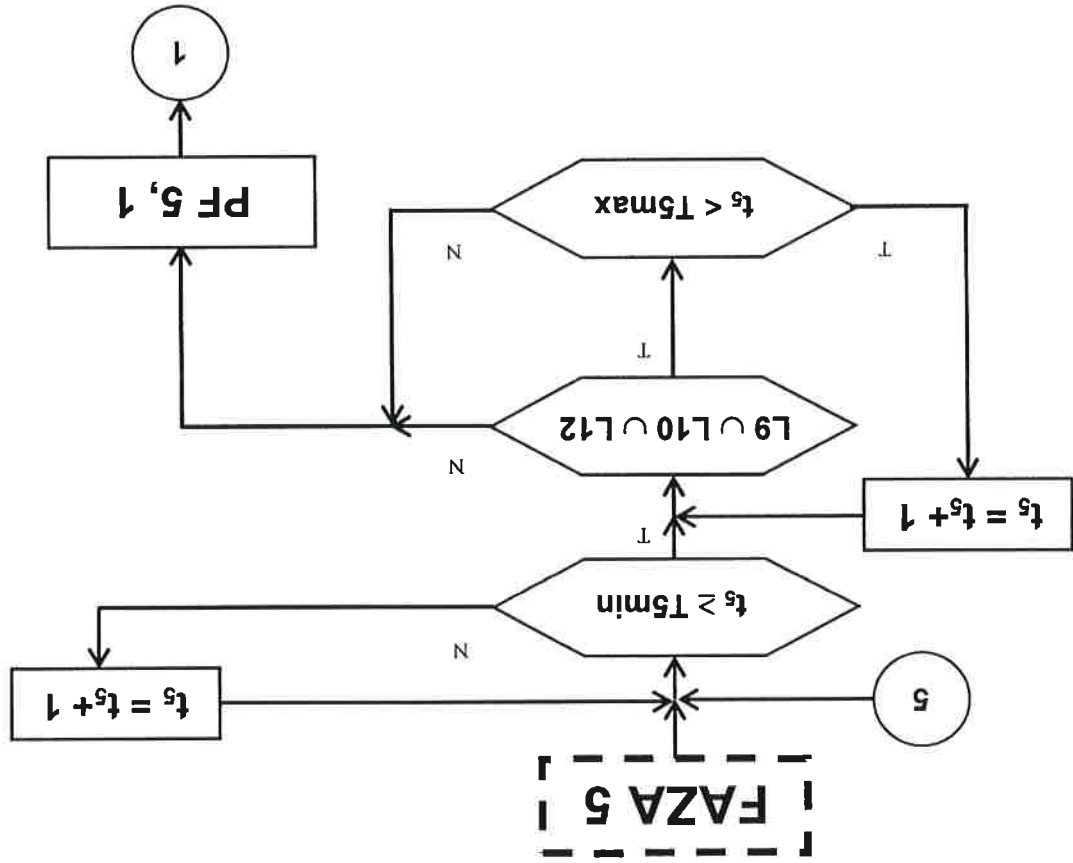 FAZA 5
5
t₅ = t₅+ 1
N
t₅ ≥ T5min
T
t₅ = t₅+ 1
L9 ∪ L10 ∪ L12
N
T
T
N
t₅ < T5max
PF 5, 1
1